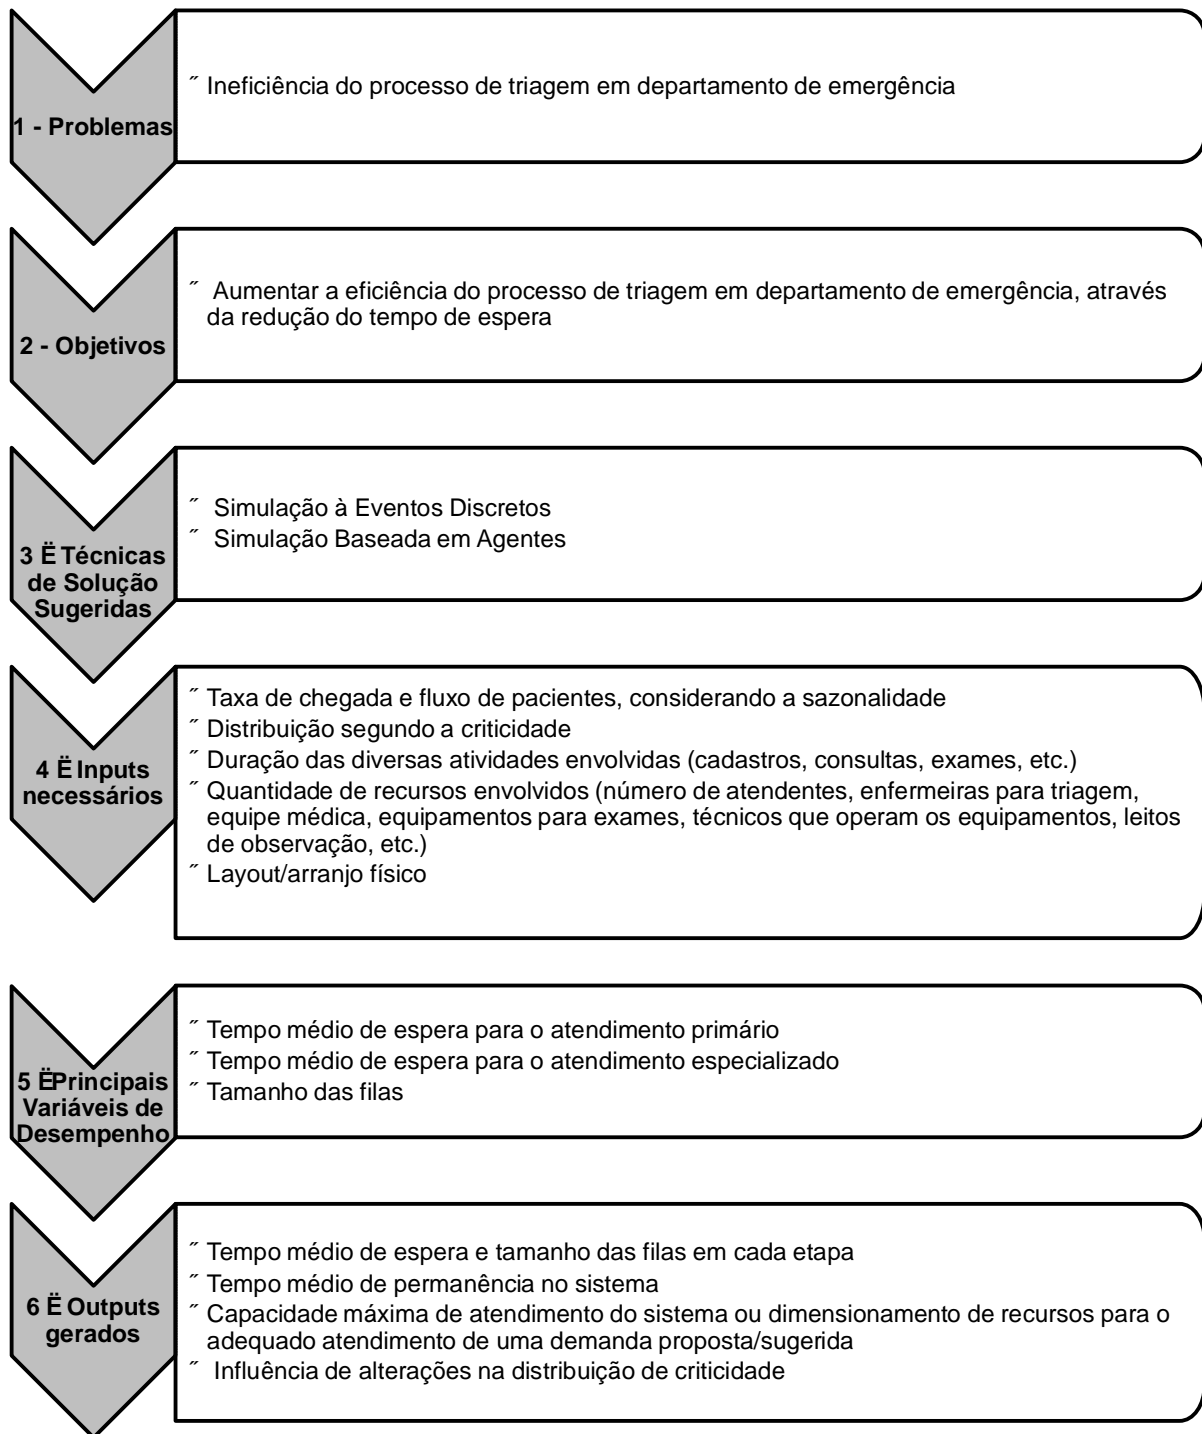 1 - Problemas
˝ Ineficiência do processo de triagem em departamento de emergência
2 - Objetivos
˝ Aumentar a eficiência do processo de triagem em departamento de emergência, através
da redução do tempo de espera
3 Ë Técnicas
de Solução
Sugeridas
˝ Simulação à Eventos Discretos
˝ Simulação Baseada em Agentes
4 Ë Inputs
necessários
˝ Taxa de chegada e fluxo de pacientes, considerando a sazonalidade
˝ Distribuição segundo a criticidade
˝ Duração das diversas atividades envolvidas (cadastros, consultas, exames, etc.)
˝ Quantidade de recursos envolvidos (número de atendentes, enfermeiras para triagem,
equipe médica, equipamentos para exames, técnicos que operam os equipamentos, leitos
de observação, etc.)
˝ Layout/arranjo físico
5 ËPrincipais
Variáveis de
Desempenho
˝ Tempo médio de espera para o atendimento primário
˝ Tempo médio de espera para o atendimento especializado
˝ Tamanho das filas
6 Ë Outputs
gerados
˝ Tempo médio de espera e tamanho das filas em cada etapa
˝ Tempo médio de permanência no sistema
˝ Capacidade máxima de atendimento do sistema ou dimensionamento de recursos para o
adequado atendimento de uma demanda proposta/sugerida
˝ Influência de alterações na distribuição de criticidade